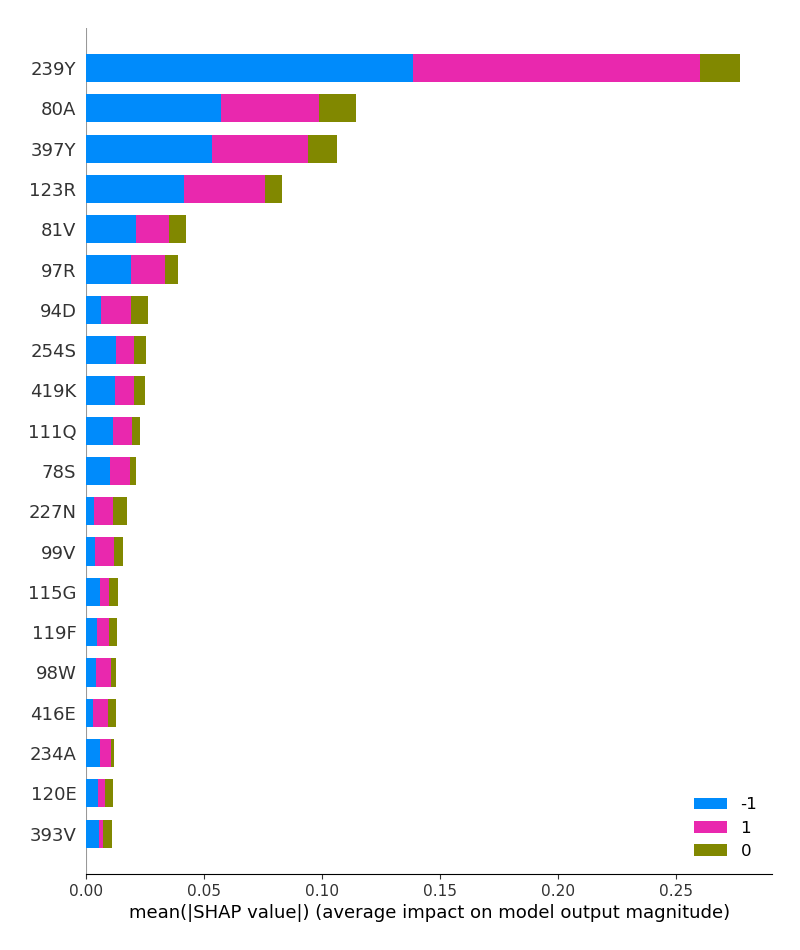 239Y
80A
397Y
123R
81V
97R
94D
254S
419K
111Q
78S
227N
99V
115G
119F
98W
416E
234A
120E
393V
-1
1
0
0.00 0.05 0.10 0.15 0.20 0.25
mean(|SHAP value|) (average impact on model output magnitude)